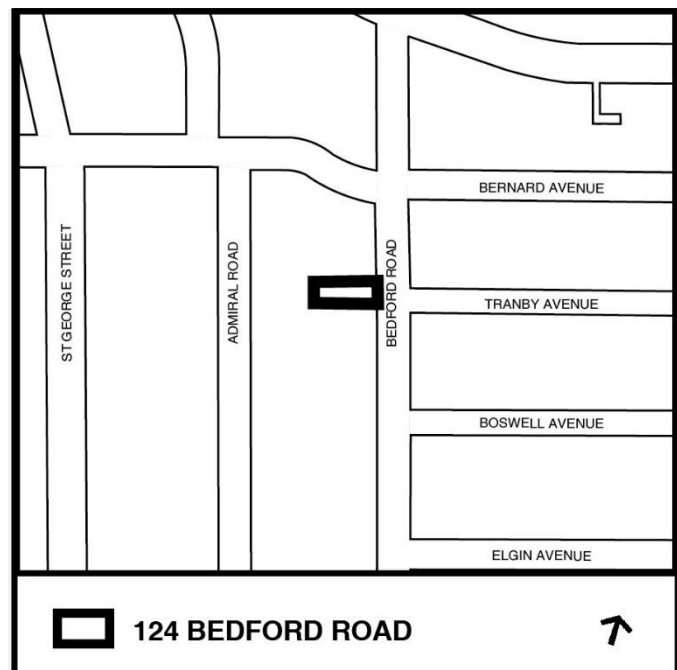 BERNARD AVENUE
ST GEORGE STREET
ADMIRAL ROAD
BEDFORD ROAD
TRANBY AVENUE
BOSWELL AVENUE
ELGIN AVENUE
124 BEDFORD ROAD